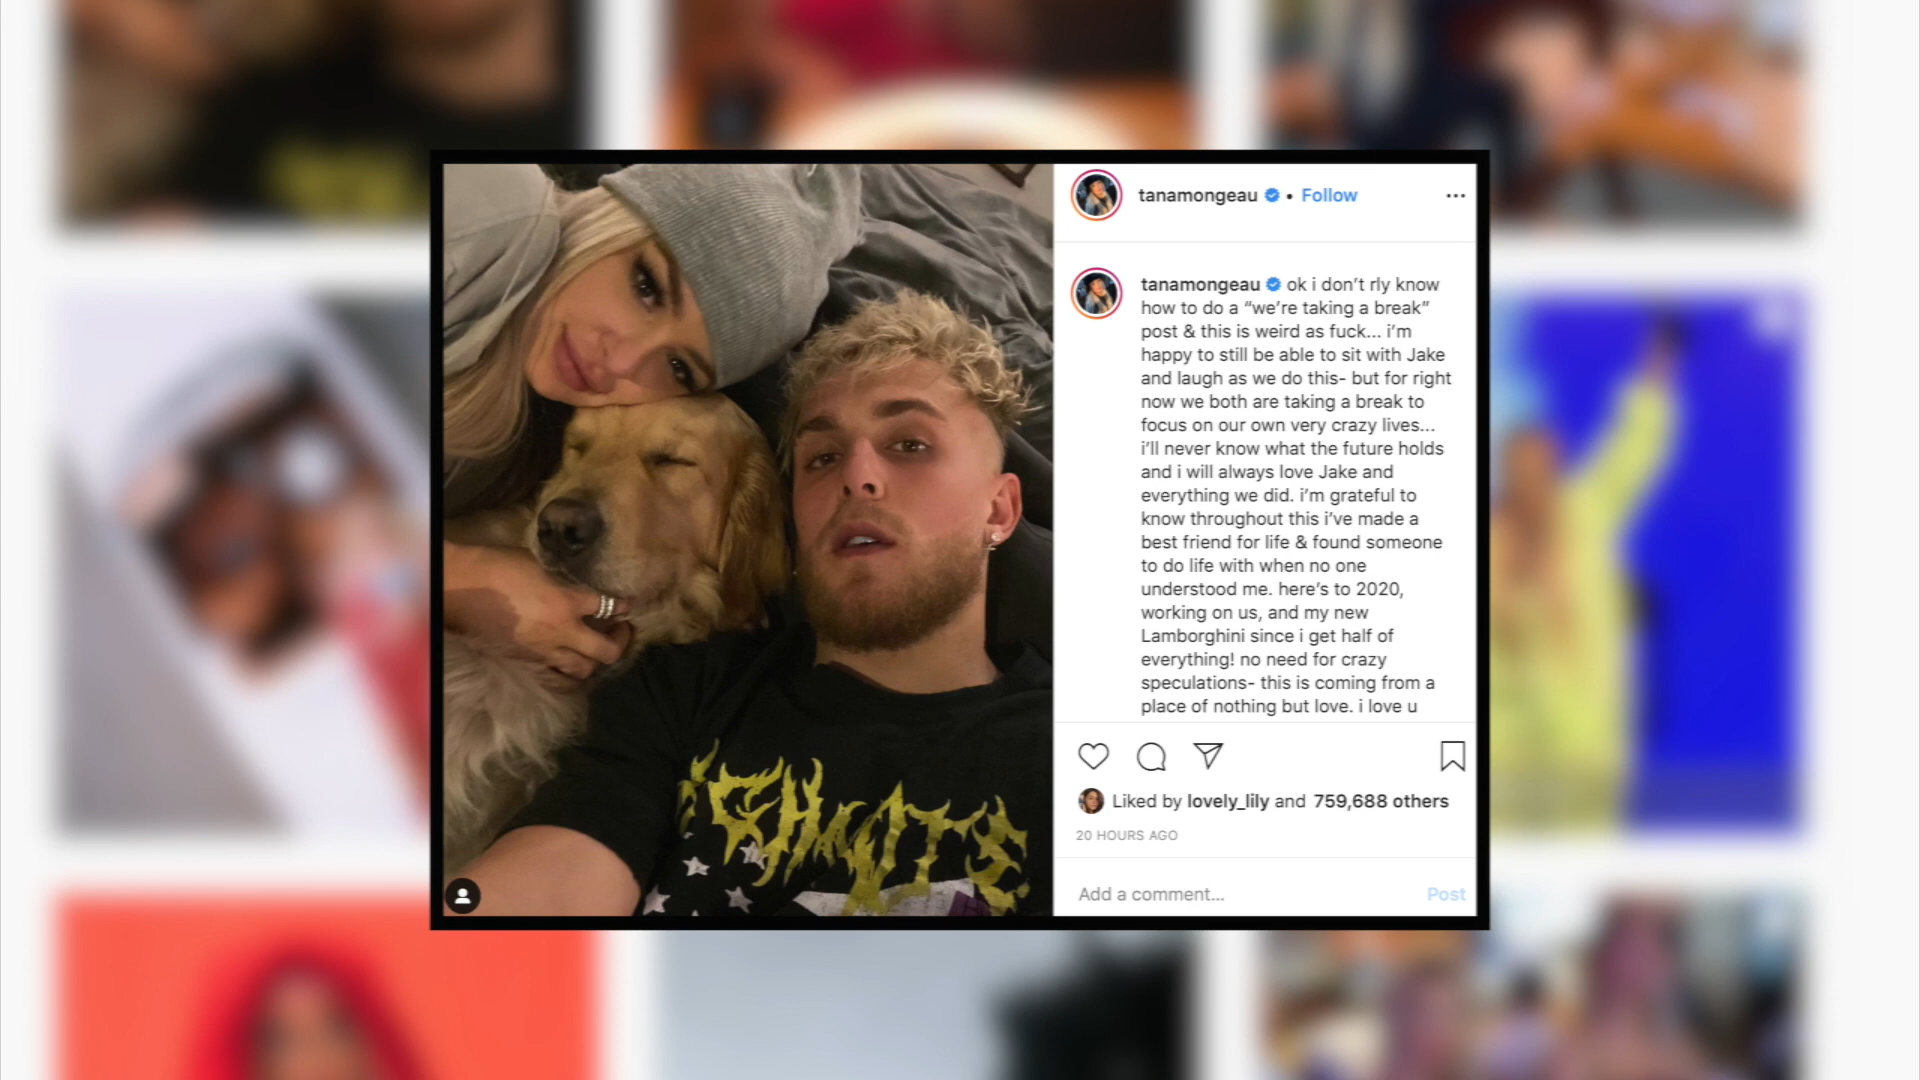 tanamongeau • Follow
tanamongeau ok i don’t rly know
how to do a “we’re taking a break”
post & this is weird as fuck... i’m
happy to still be able to sit with Jake
and laugh as we do this- but for right
now we both are taking a break to
focus on our own very crazy lives...
i’ll never know what the future holds
and i will always love Jake and
everything we did. i’m grateful to
know throughout this i’ve made a
best friend for life & found someone
to do life with when no one
understood me. here’s to 2020,
working on us, and my new
Lamborghini since i get half of
everything! no need for crazy
speculations- this is coming from a
place of nothing but love. i love u
Liked by lovely_lily and 759,688 others
20 HOURS AGO
Add a comment... Post